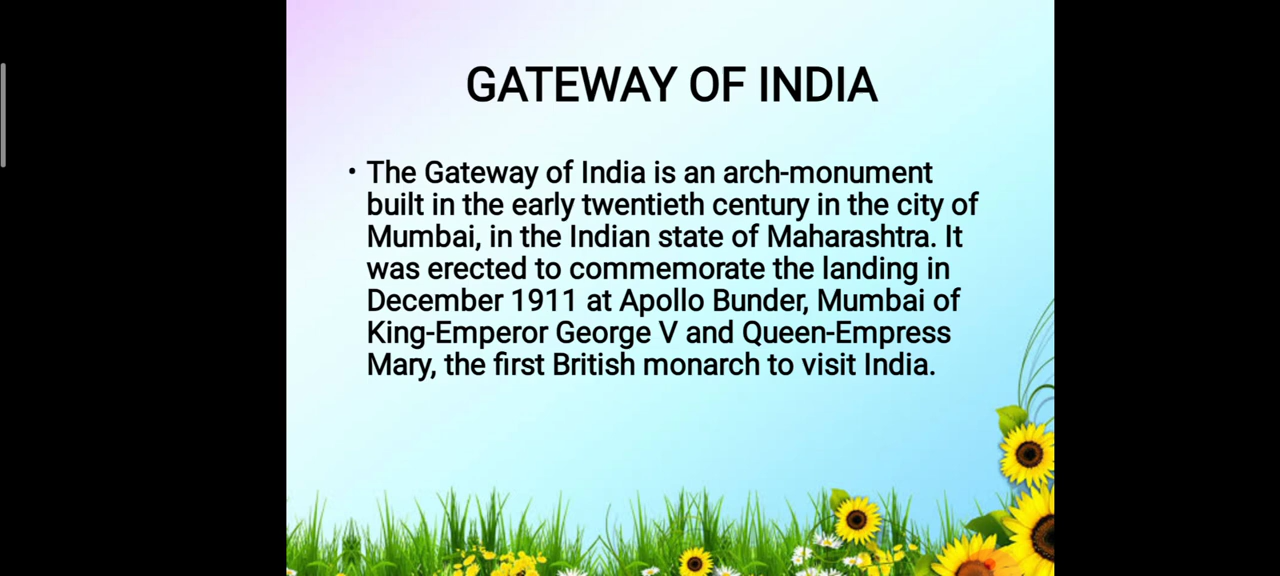 GATEWAY OF INDIA
• The Gateway of India is an arch-monument
built in the early twentieth century in the city of
Mumbai, in the Indian state of Maharashtra. It
was erected to commemorate the landing in
December 1911 at Apollo Bunder, Mumbai of
King-Emperor George V and Queen-Empress
Mary, the first British monarch to visit India.